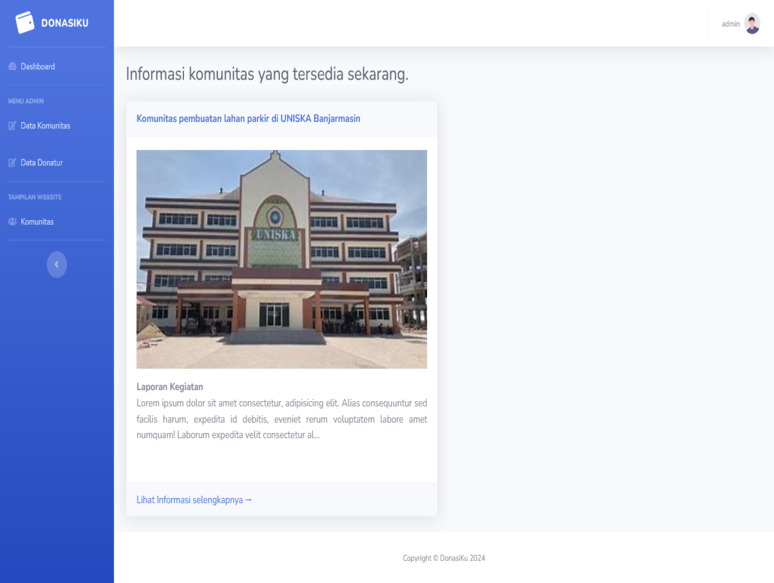 DONASIKU
admin
Dashboard
MENU ADMIN
Data Komunitas
Data Donatur
TAMPILAN WEBSITE
Komunitas
Informasi komunitas yang tersedia sekarang.
Komunitas pembuatan lahan parkir di UNISKA Banjarmasin
UNISKA
Laporan Kegiatan
Lorem ipsum dolor sit amet consectetur, adipisicing elit. Alias consequuntur sed
facilis harum, expedita id debitis, eveniet rerum voluptatem labore amet
numquam! Laborum expedita velit consectetur al...
Lihat Informasi selengkapnya →
Copyright © DonasiKu 2024